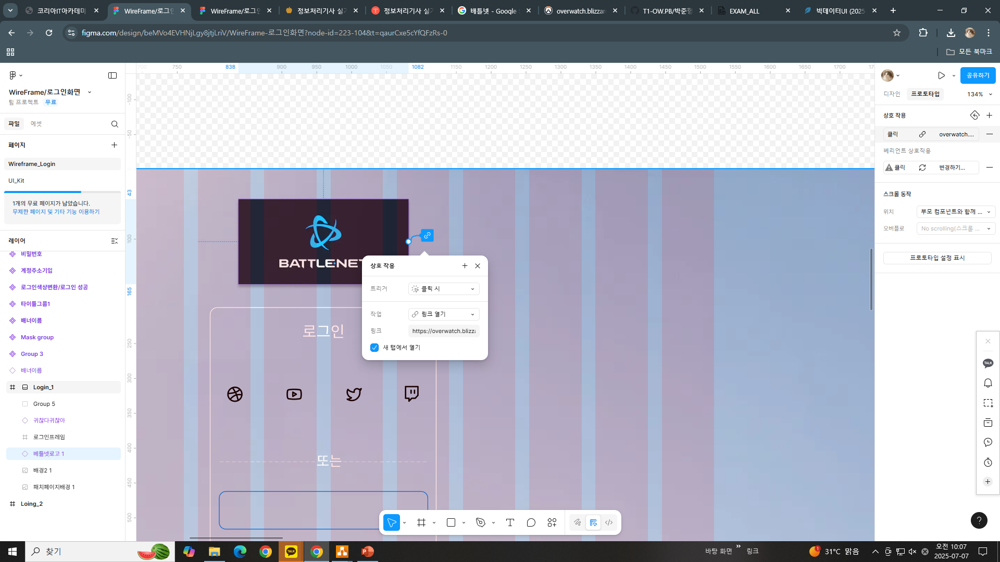 코리아IT아카데미
WireFrame/로그인
WireFrame/로그인
정보처리기사 실기
정보처리기사 실기
배틀넷 - Google
overwatch.blizzard
T1-OW.PB/박준형
EXAM_ALL
빅데이터UI (2025
figma.com/design/beMVo4EVHNjLgy8jtjLriV/WireFrame-로그인화면?node-id=223-104&t=qaurCxe5cYfQFzRs-0
모든 북마크
WireFrame/로그인화면
팀 프로젝트 무료
파일 에셋
페이지
Wireframe_Login
UI_Kit
1개의 무료 페이지가 남았습니다.
무제한 페이지 및 기타 기능 이용하기
레이어
비밀번호
계정주소기입
로그인색상변환/로그인 성공
타이틀그룹1
배너이름
Mask group
Group 3
배너이름
Login_1
Group 5
귀찮다귀찮아
로그인프레임
베틀넷로고 1
배경2 1
패치페이지배경 1
Loing_2
700 750 838 900 950 1000 1050 1082 1150 1200 1250 1300 1350 1400 1450 1500 1550 1600 1650 1700
-100
-50
43
100
165
250
300
350
400
450
500
BATTLE.NET
로그인
또는
상호 작용
트리거 클릭 시
작업 링크 열기
링크 https://overwatch.blizza
새 탭에서 열기
공유하기
디자인 프로토타입 134%
상호 작용
클릭 overwatch....
베리언트 상호작용
클릭 변경하기...
스크롤 동작
위치 부모 컴포넌트와 함께 ...
오버플로 No scrolling(스크롤 ...
프로토타입 설정 표시
TALK
?
찾기
TALK
바탕 화면
링크
1
31°C 맑음
오전 10:07
2025-07-07